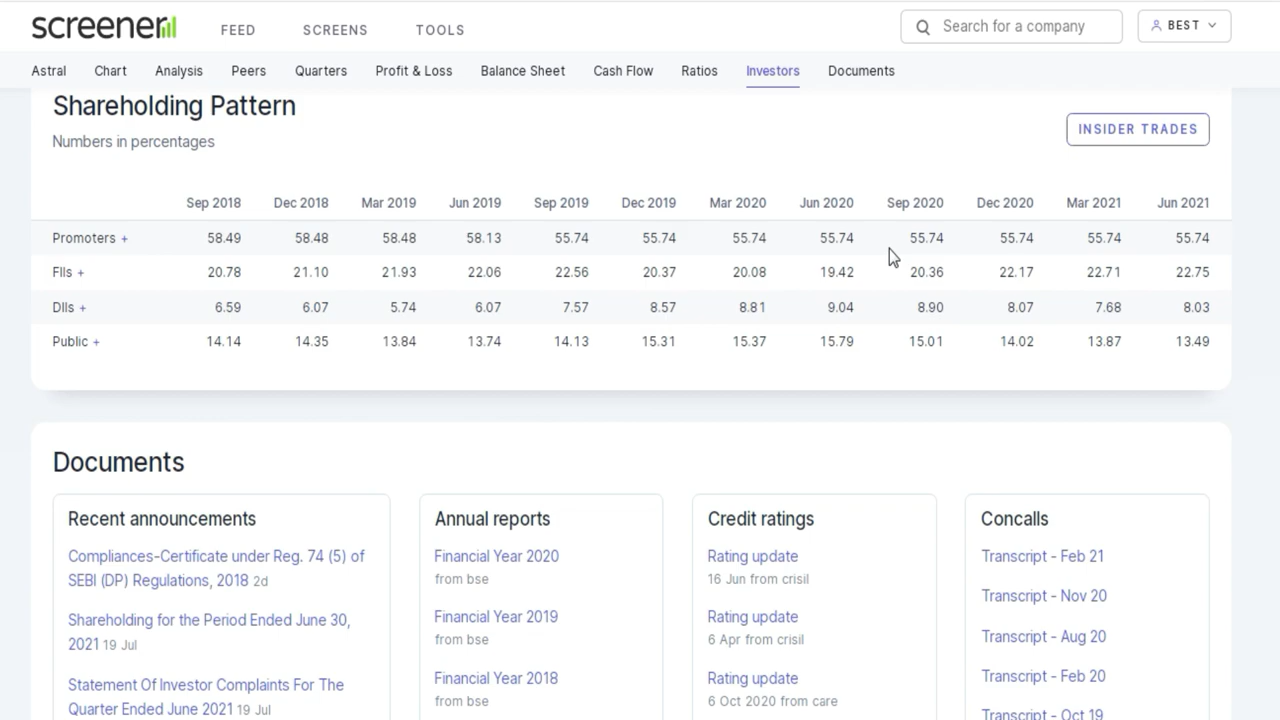 screener FEED SCREENS TOOLS Search for a company BEST
Astral Chart Analysis Peers Quarters Profit & Loss Balance Sheet Cash Flow Ratios Investors Documents
Shareholding Pattern
Numbers in percentages
INSIDER TRADES
Sep 2018 Dec 2018 Mar 2019 Jun 2019 Sep 2019 Dec 2019 Mar 2020 Jun 2020 Sep 2020 Dec 2020 Mar 2021 Jun 2021
Promoters + 58.49 58.48 58.48 58.13 55.74 55.74 55.74 55.74 55.74 55.74 55.74 55.74
FIIs + 20.78 21.10 21.93 22.06 22.56 20.37 20.08 19.42 20.36 22.17 22.71 22.75
DIIs + 6.59 6.07 5.74 6.07 7.57 8.57 8.81 9.04 8.90 8.07 7.68 8.03
Public + 14.14 14.35 13.84 13.74 14.13 15.31 15.37 15.79 15.01 14.02 13.87 13.49
Documents
Recent announcements
Compliances-Certificate under Reg. 74 (5) of
SEBI (DP) Regulations, 2018 2d
Shareholding for the Period Ended June 30,
2021 19 Jul
Statement Of Investor Complaints For The
Quarter Ended June 2021 19 Jul
Annual reports
Financial Year 2020
from bse
Financial Year 2019
from bse
Financial Year 2018
from bse
Credit ratings
Rating update
16 Jun from crisil
Rating update
6 Apr from crisil
Rating update
6 Oct 2020 from care
Concalls
Transcript - Feb 21
Transcript - Nov 20
Transcript - Aug 20
Transcript - Feb 20
Transcript - Oct 19